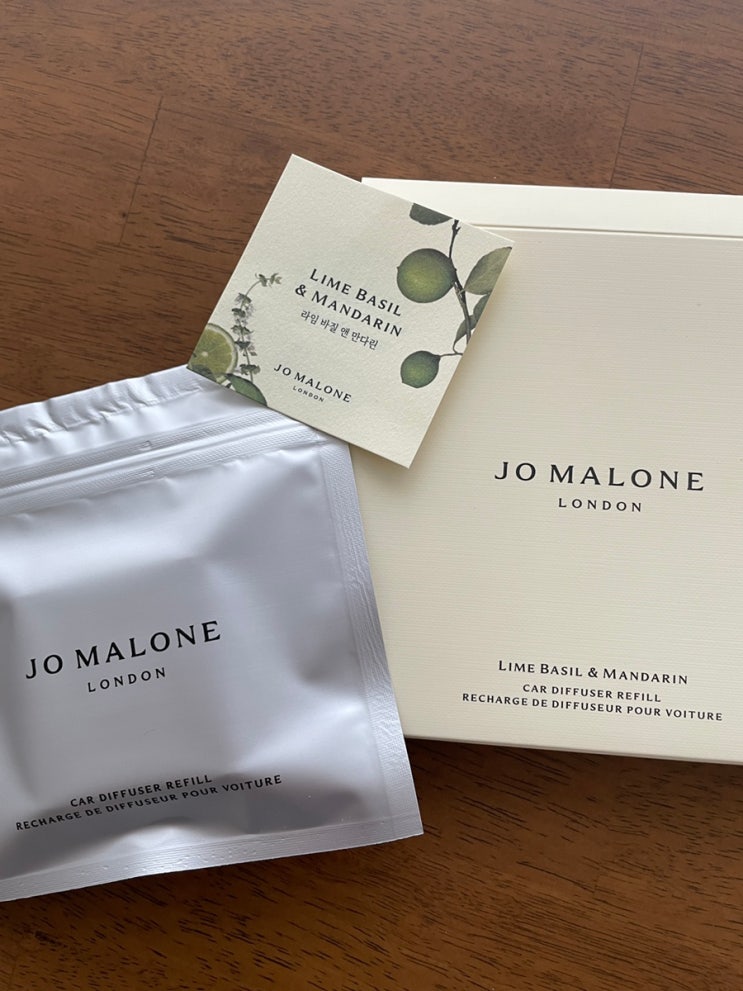 LIME BASIL
& MANDARIN
라임 바질 앤 만다린
JO MALONE
LONDON
JO MALONE
LONDON
LIME BASIL & MANDARIN
CAR DIFFUSER REFILL
RECHARGE DE DIFFUSEUR POUR VOITURE
JO MALONE
LONDON
CAR DIFFUSER REFILL
RECHARGE DE DIFFUSEUR POUR VOITURE